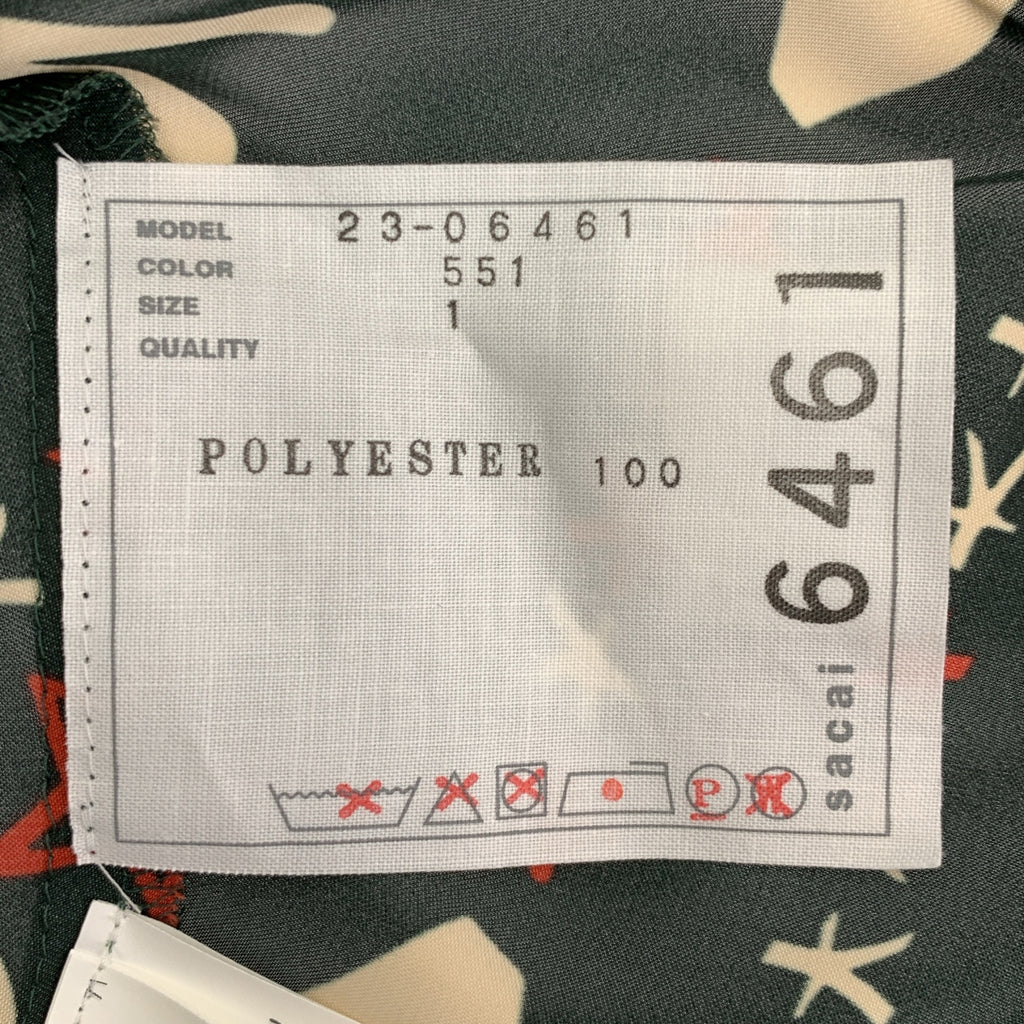 MODEL 23-06461
COLOR 551
SIZE 1
QUALITY
POLYESTER 100
sacai 6461
P W